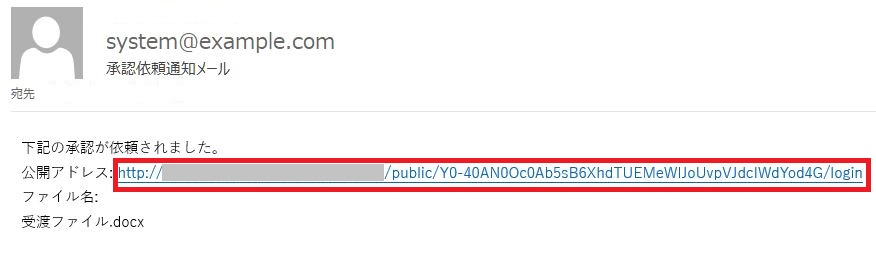 system@example.com
承認依頼通知メール
宛先
下記の承認が依頼されました。
公開アドレス: http:// /public/Y0-40AN0Oc0Ab5sB6XhdTUEMeWlJoUvpVJdcIWdYod4G/login
ファイル名:
受渡ファイル.docx